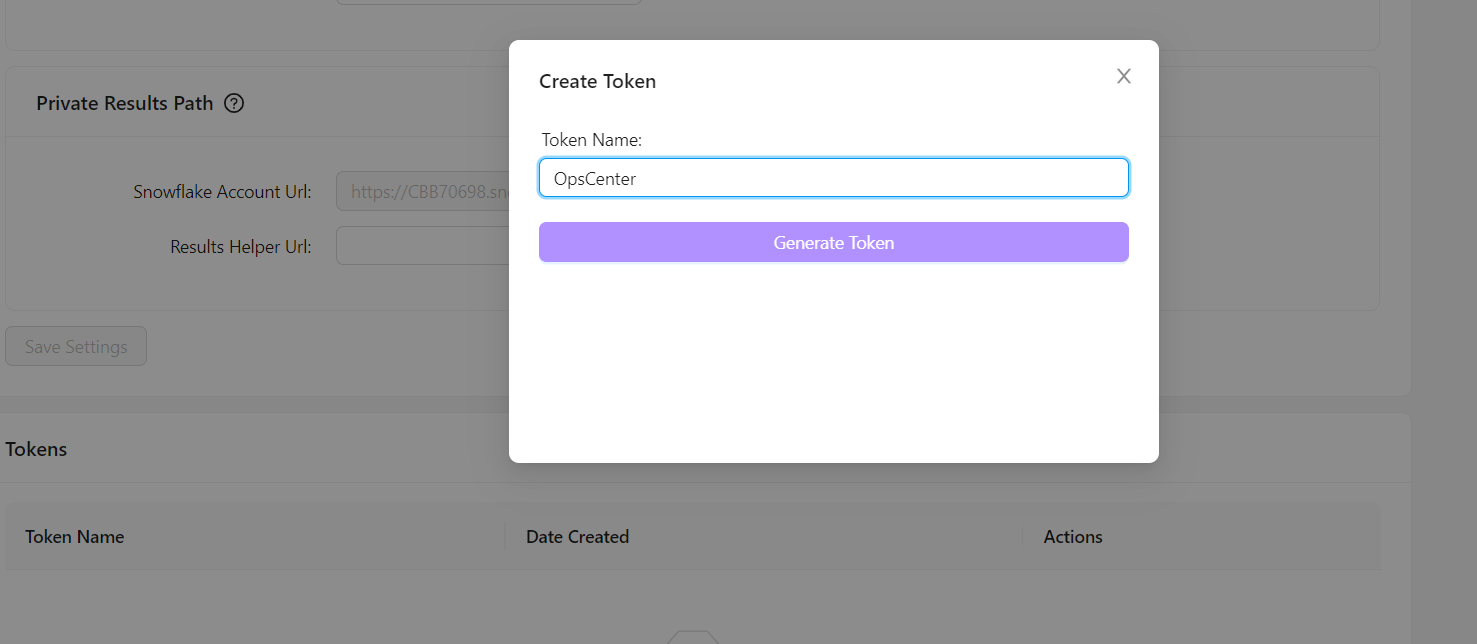 Create Token
Token Name:
OpsCenter
Generate Token
Private Results Path
Snowflake Account Url:
https://CBB70698.sn
Results Helper Url:
Save Settings
Tokens
Token Name Date Created Actions